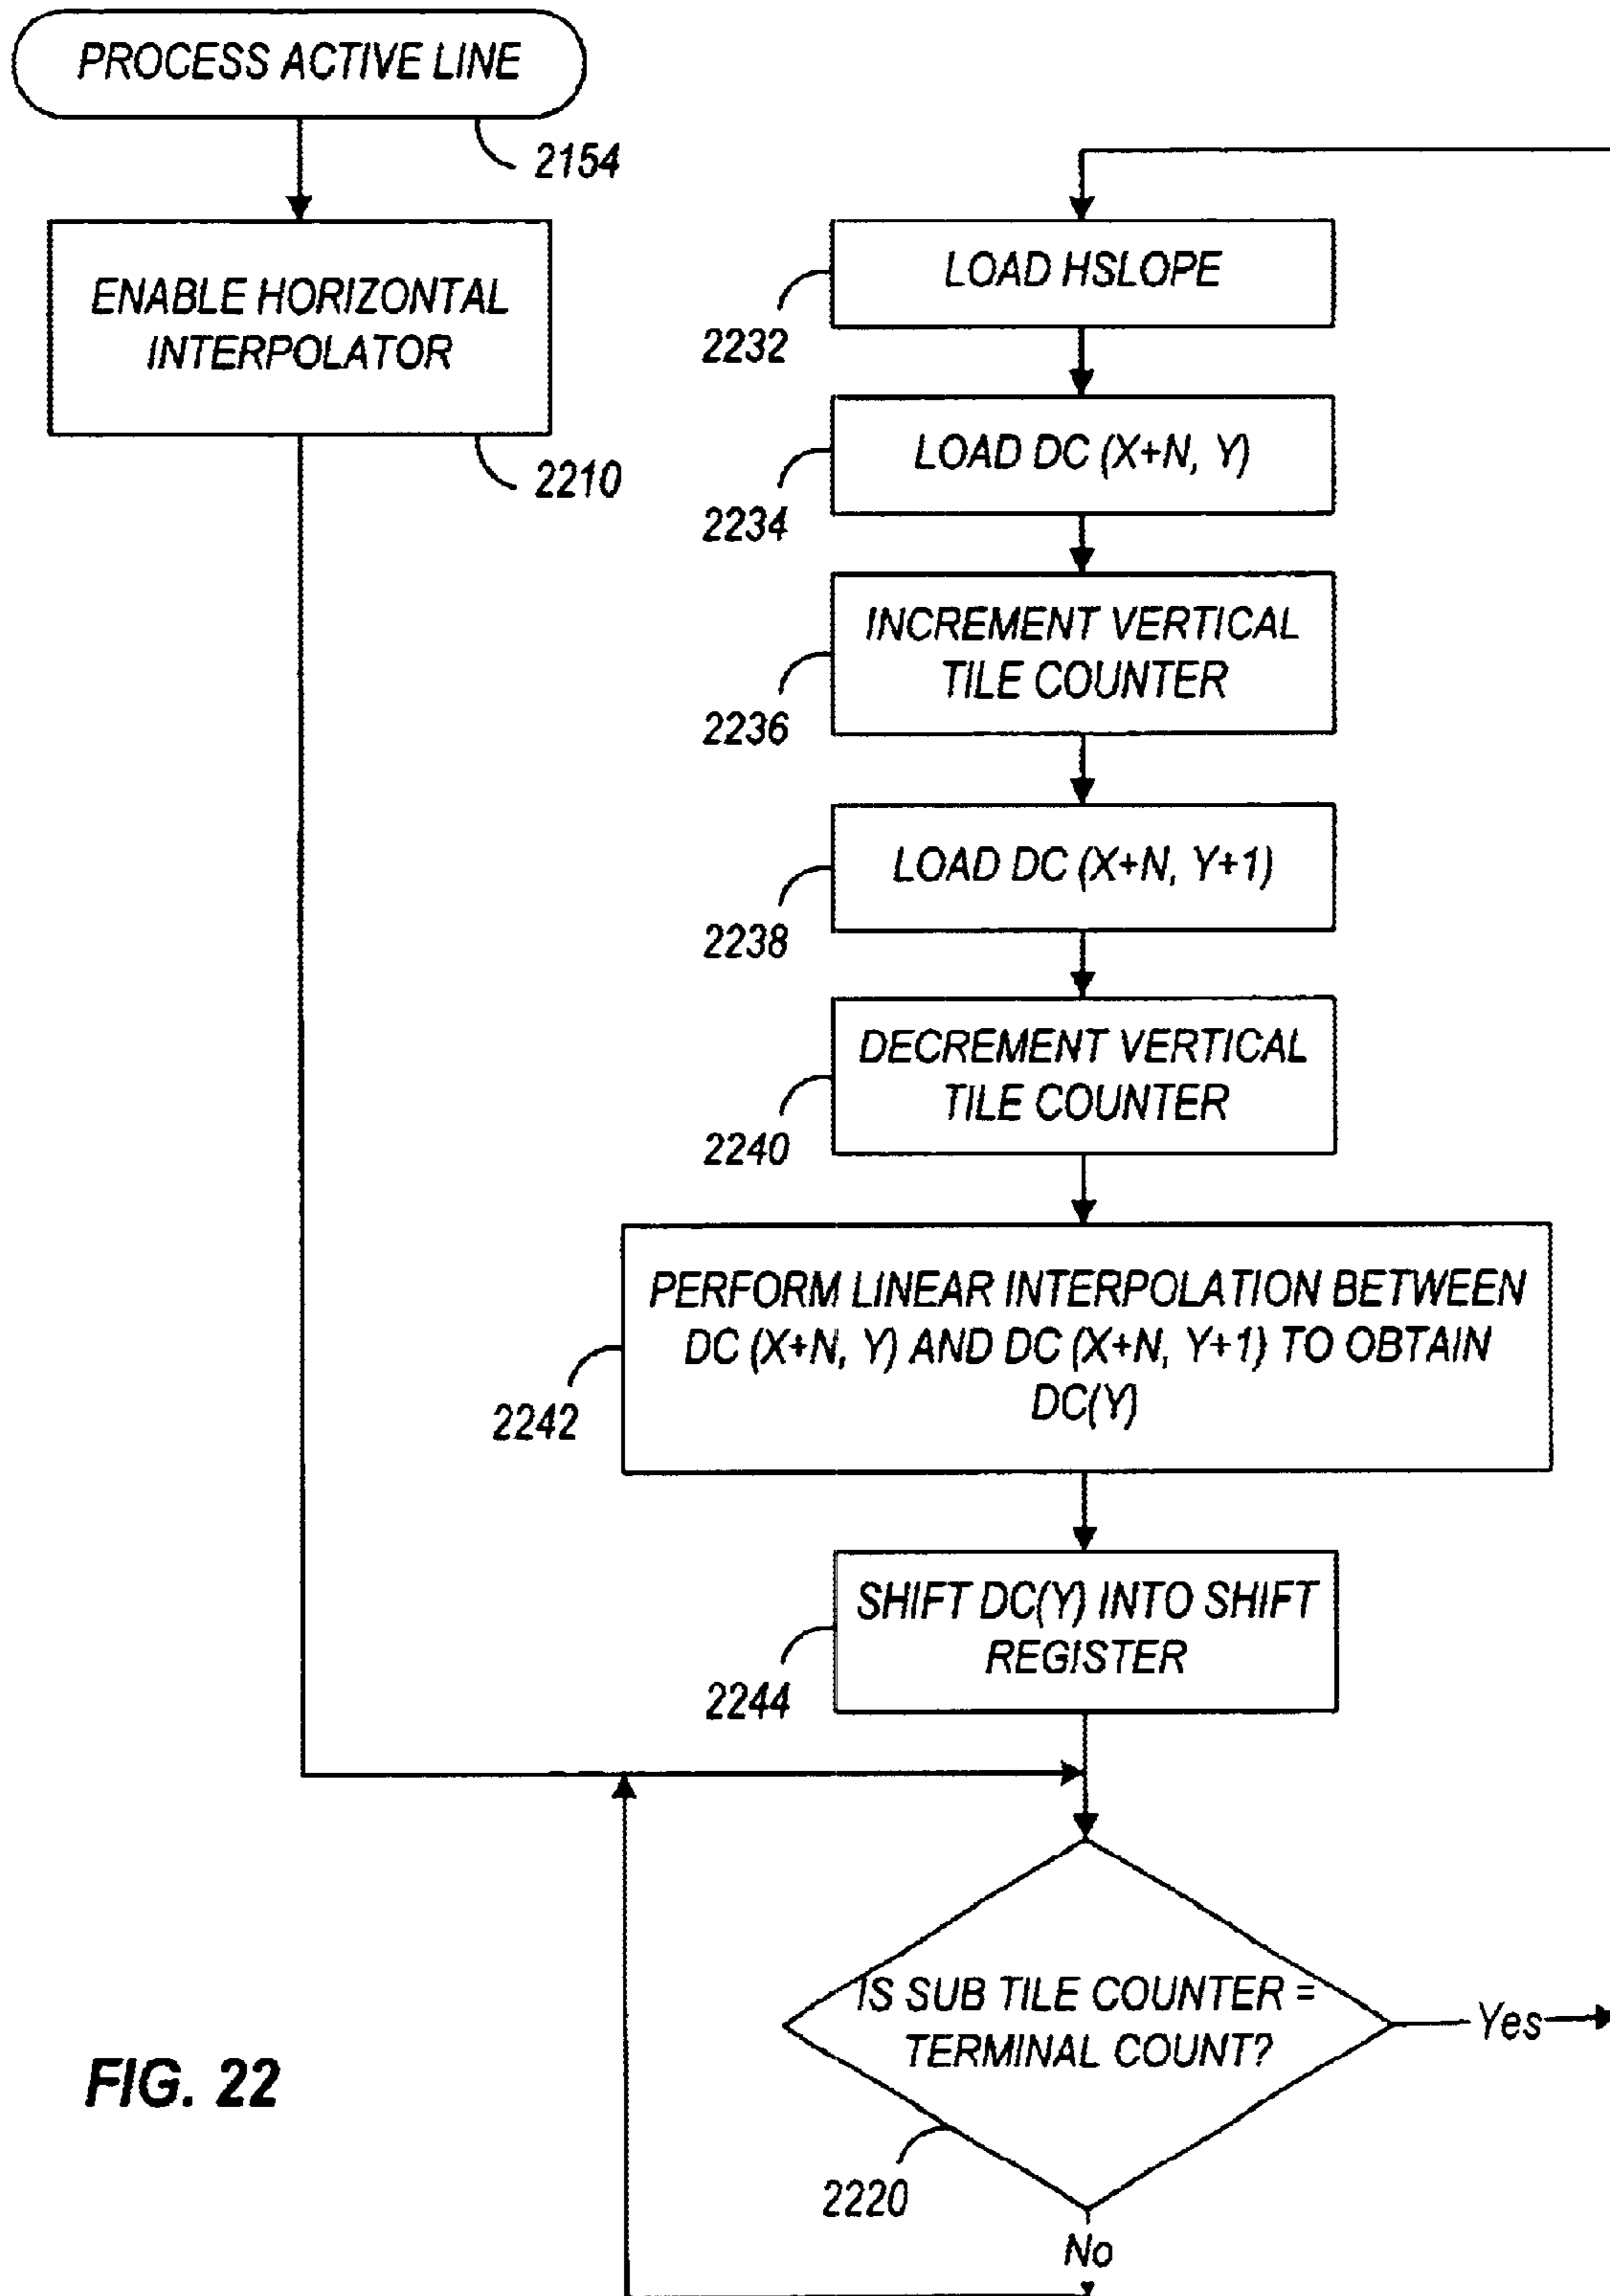 PROCESS ACTIVE LINE
2154
ENABLE HORIZONTAL
INTERPOLATOR
2210
LOAD HSLOPE
2232
LOAD DC (X+N, Y)
2234
INCREMENT VERTICAL
TILE COUNTER
2236
LOAD DC (X+N, Y+1)
2238
DECREMENT VERTICAL
TILE COUNTER
2240
PERFORM LINEAR INTERPOLATION BETWEEN
DC (X+N, Y) AND DC (X+N, Y+1) TO OBTAIN
DC(Y)
2242
SHIFT DC(Y) INTO SHIFT
REGISTER
2244
IS SUB TILE COUNTER =
TERMINAL COUNT?
Yes
2220
No
FIG. 22